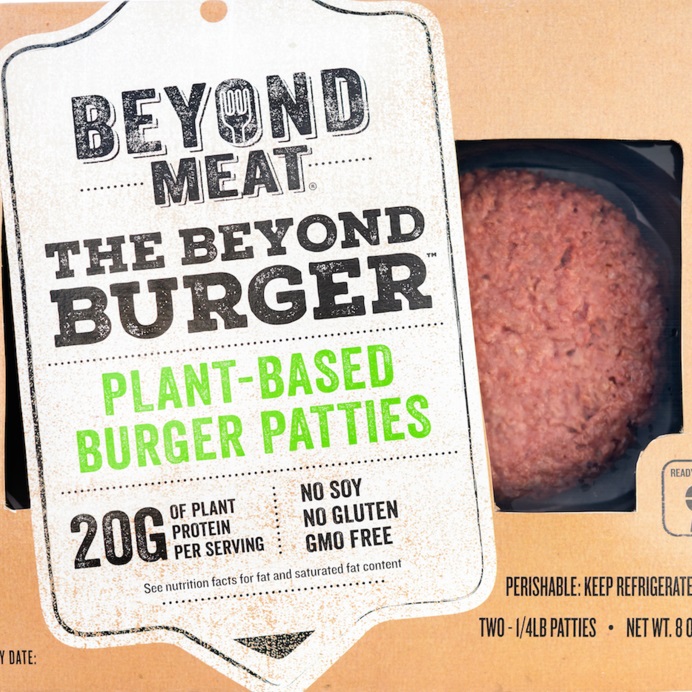 BEYOND
MEAT®
THE BEYOND
BURGER™
PLANT-BASED
BURGER PATTIES
20G
OF PLANT
PROTEIN
PER SERVING
NO SOY
NO GLUTEN
GMO FREE
See nutrition facts for fat and saturated fat content
READY
PERISHABLE: KEEP REFRIGERATE
TWO - 1/4LB PATTIES • NET WT. 8 O
Y DATE: